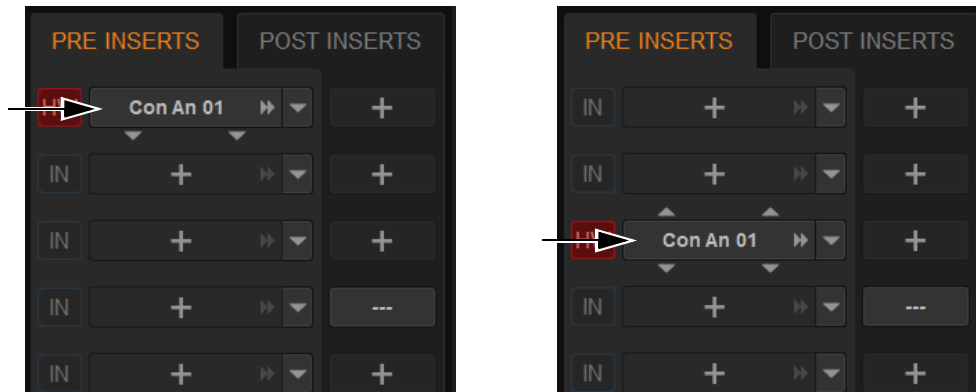 PRE INSERTS POST INSERTS
Con An 01 +
IN + +
IN + +
IN + ---
IN + +
PRE INSERTS POST INSERTS
IN + +
IN + +
Con An 01 +
IN + ---
IN + +